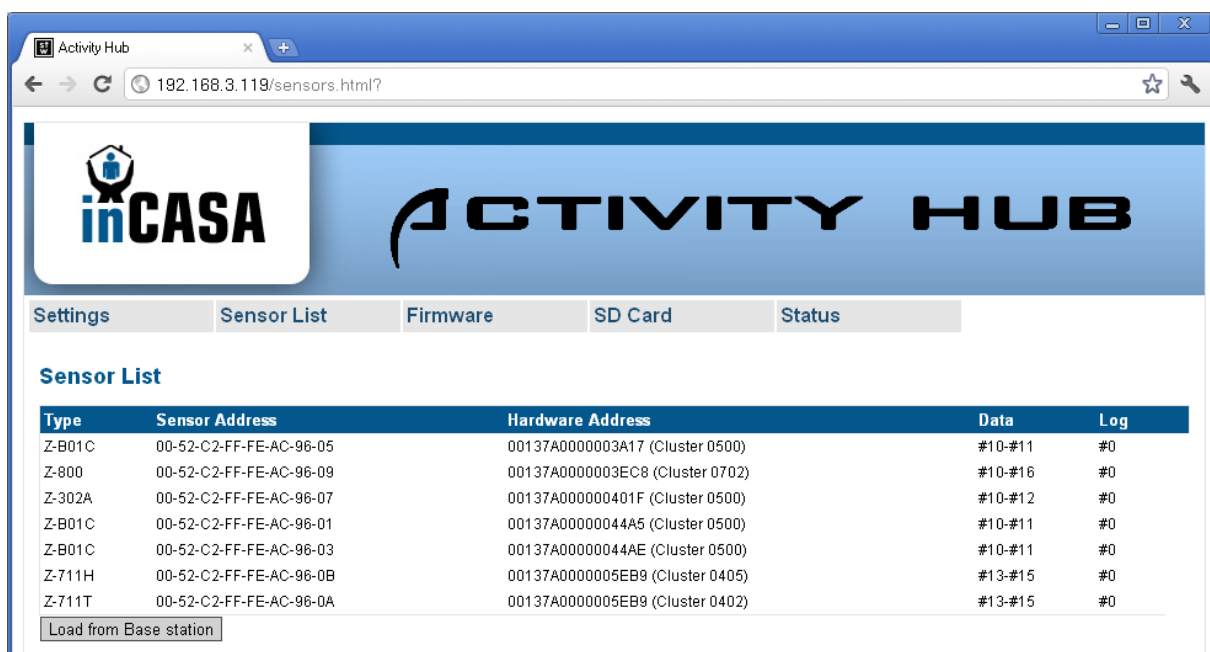 Activity Hub
192.168.3.119/sensors.html?
inCASA
ACTIVITY HUB
Settings Sensor List Firmware SD Card Status
Sensor List
Type Sensor Address Hardware Address Data Log
Z-B01C 00-52-C2-FF-FE-AC-96-05 00137A0000003A17 (Cluster 0500) #10-#11 #0
Z-800 00-52-C2-FF-FE-AC-96-09 00137A0000003EC8 (Cluster 0702) #10-#16 #0
Z-302A 00-52-C2-FF-FE-AC-96-07 00137A000000401F (Cluster 0500) #10-#12 #0
Z-B01C 00-52-C2-FF-FE-AC-96-01 00137A00000044A5 (Cluster 0500) #10-#11 #0
Z-B01C 00-52-C2-FF-FE-AC-96-03 00137A00000044AE (Cluster 0500) #10-#11 #0
Z-711H 00-52-C2-FF-FE-AC-96-0B 00137A0000005EB9 (Cluster 0405) #13-#15 #0
Z-711T 00-52-C2-FF-FE-AC-96-0A 00137A0000005EB9 (Cluster 0402) #13-#15 #0
Load from Base station